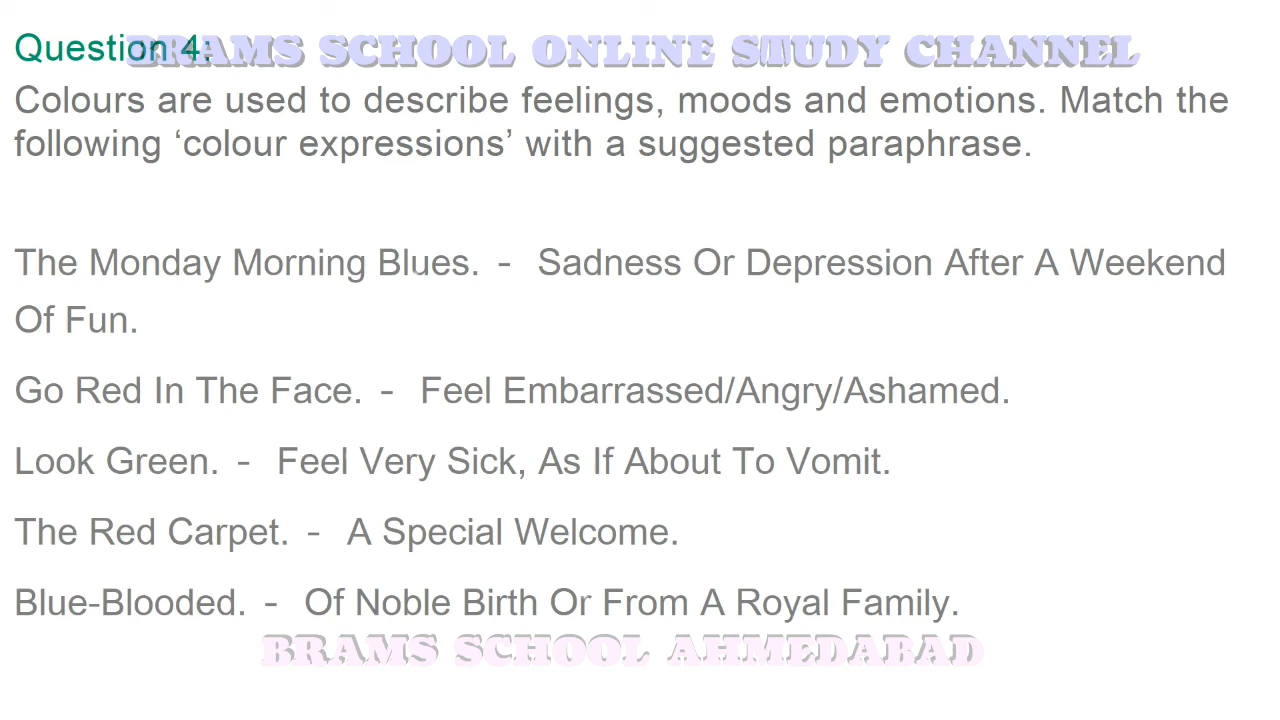 Question 4:
BRAMS SCHOOL ONLINE STUDY CHANNEL
Colours are used to describe feelings, moods and emotions. Match the
following ‘colour expressions’ with a suggested paraphrase.
The Monday Morning Blues. - Sadness Or Depression After A Weekend
Of Fun.
Go Red In The Face. - Feel Embarrassed/Angry/Ashamed.
Look Green. - Feel Very Sick, As If About To Vomit.
The Red Carpet. - A Special Welcome.
Blue-Blooded. - Of Noble Birth Or From A Royal Family.
BRAMS SCHOOL AHMEDABAD